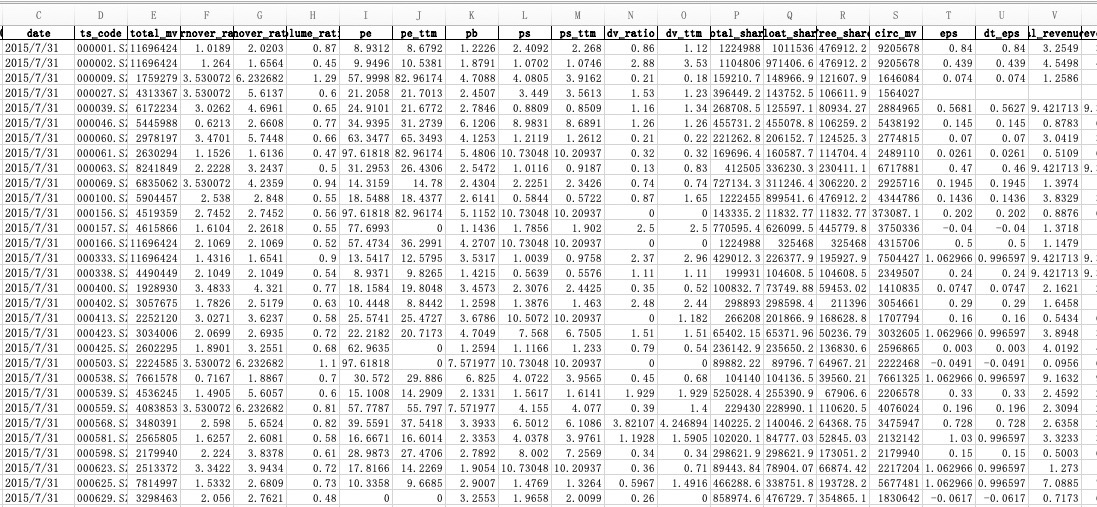 C D E F G H I J K L M N O P Q R S T U V
date ts_code total_mv pe pe_ttm pb ps ps_ttm dv_ratio dv_ttm circ_mv eps dt_eps
2015/7/31 000001.SZ 11696424 1.0189 2.0203 0.87 8.9312 8.6792 1.2226 2.4092 2.268 0.86 1.12 1224988 1011536 476912.2 9205678 0.84 0.84 3.2549
2015/7/31 000002.SZ 11696424 1.264 1.6564 0.45 9.9496 10.5381 1.8791 1.0702 1.0746 2.88 3.53 1104806 971406.6 476912.2 9205678 0.439 0.439 4.5498
2015/7/31 000009.SZ 1759279 3.530072 6.232682 1.29 57.9998 82.96174 4.7088 4.0805 3.9162 0.21 0.18 159210.7 148966.9 121607.9 1646084 0.074 0.074 1.2586
2015/7/31 000027.SZ 4313367 3.530072 5.6137 0.6 21.2058 21.7013 2.4507 3.449 3.5613 1.53 1.23 396449.2 143752.5 106611.9 1564027
2015/7/31 000039.SZ 6172234 3.0262 4.6961 0.65 24.9101 21.6772 2.7846 0.8809 0.8509 1.16 1.34 268708.5 125597.1 80934.27 2884965 0.5681 0.5627 9.421713 9.
2015/7/31 000046.SZ 5445988 0.6213 2.6608 0.77 34.9395 31.2739 6.1206 8.9831 8.6891 1.26 1.26 455731.2 455078.8 106259.2 5438192 0.145 0.145 0.8783
2015/7/31 000060.SZ 2978197 3.4701 5.7448 0.66 63.3477 65.3493 4.1253 1.2119 1.2612 0.21 0.22 221262.8 206152.7 124525.3 2774815 0.07 0.07 3.0419
2015/7/31 000061.SZ 2630294 1.1526 1.6136 0.47 97.61818 82.96174 5.4806 10.73048 10.20937 0.32 0.32 169696.4 160587.7 114704.4 2489110 0.0261 0.0261 0.5109
2015/7/31 000063.SZ 8241849 2.2228 3.2437 0.5 31.2953 26.4306 2.5472 1.0116 0.9187 0.13 0.83 412505 336230.3 230411.1 6717881 0.47 0.46 9.421713 9.
2015/7/31 000069.SZ 6835062 3.530072 4.2359 0.94 14.3159 14.78 2.4304 2.2251 2.3426 0.74 0.74 727134.3 311246.4 306220.2 2925716 0.1945 0.1945 1.3974
2015/7/31 000100.SZ 5904457 2.538 2.848 0.55 18.5488 18.4437 2.6141 0.5844 0.5722 0.87 1.65 1222455 899541.6 476912.2 4344786 0.1436 0.1436 3.8329
2015/7/31 000156.SZ 4519359 2.7452 2.7452 0.56 97.61818 82.96174 5.1152 10.73048 10.20937 0 0 143335.2 11832.77 11832.77 373087.1 0.202 0.202 0.8876
2015/7/31 000157.SZ 4615866 1.6104 2.2618 0.55 77.6993 0 1.1436 1.7856 1.902 2.5 2.5 770595.4 626099.5 445779.8 3750336 -0.04 -0.04 1.3718
2015/7/31 000166.SZ 11696424 2.1069 2.1069 0.52 57.4734 36.2991 4.2707 10.73048 10.20937 0 0 1224988 325468 325468 4315706 0.5 0.5 1.1479
2015/7/31 000333.SZ 11696424 1.4316 1.6541 0.9 13.5417 12.5795 3.5317 1.0039 0.9758 2.37 2.96 429012.3 226377.9 195927.9 7504427 1.062966 0.996597 9.421713 9.
2015/7/31 000338.SZ 4490449 2.1049 2.1049 0.54 8.9371 9.8265 1.4215 0.5639 0.5576 1.11 1.11 199931 104608.5 104608.5 2349507 0.24 0.24 9.421713 9.
2015/7/31 000400.SZ 1928930 3.4833 4.321 0.77 18.1584 19.8048 3.4573 2.3076 2.4425 0.35 0.52 100832.7 73749.88 59453.02 1410835 0.0747 0.0747 2.1621
2015/7/31 000402.SZ 3057675 1.7826 2.5179 0.63 10.4448 8.8442 1.2598 1.3876 1.463 2.48 2.44 298893 298598.4 211396 3054661 0.29 0.29 1.6458
2015/7/31 000413.SZ 2252120 3.0271 3.6237 0.58 25.5741 25.4727 3.6786 10.5072 10.20937 0 1.182 266208 201866.9 168628.8 1707794 0.16 0.16 0.5434
2015/7/31 000423.SZ 3034006 2.0699 2.6935 0.72 22.2182 20.7173 4.7049 7.568 6.7505 1.51 1.51 65402.15 65371.96 50236.79 3032605 1.062966 0.996597 3.8948
2015/7/31 000425.SZ 2602295 1.8901 3.2551 0.68 62.9635 0 1.2594 1.1166 1.233 0.79 0.54 236142.9 235650.2 136830.6 2596865 0.003 0.003 4.0192
2015/7/31 000503.SZ 2224585 3.530072 6.232682 1.1 97.61818 0 7.571977 10.73048 10.20937 0 0 89882.22 89796.7 64967.21 2222468 -0.0491 -0.0491 0.0956
2015/7/31 000538.SZ 7661578 0.7167 1.8867 0.7 30.572 29.886 6.825 4.0722 3.9565 0.45 0.68 104140 104136.5 39560.21 7661325 1.062966 0.996597 9.1632
2015/7/31 000539.SZ 4536245 1.4905 5.6057 0.6 15.1008 14.2909 2.1331 1.5617 1.6141 1.929 1.929 525028.4 255390.9 67906.6 2206578 0.33 0.33 2.4592
2015/7/31 000559.SZ 4083853 3.530072 6.232682 0.81 57.7787 55.797 7.571977 4.155 4.077 0.39 1.4 229430 228990.1 110620.5 4076024 0.196 0.196 2.3094
2015/7/31 000568.SZ 3480391 2.598 5.6524 0.82 39.5591 37.5418 3.3933 6.5012 6.1086 3.82107 4.246894 140225.2 140046.2 64368.75 3475947 0.728 0.728 2.6358
2015/7/31 000581.SZ 2565805 1.6257 2.6081 0.58 16.6671 16.6014 2.3353 4.0378 3.9761 1.1928 1.5905 102020.1 84777.03 52845.03 2132142 1.03 0.996597 3.3233
2015/7/31 000598.SZ 2179940 2.224 3.8378 0.61 28.9873 27.4706 2.7892 8.002 7.2569 0.34 0.34 298621.9 298621.9 173051.2 2179940 0.15 0.15 0.5003
2015/7/31 000623.SZ 2513372 3.3422 3.9434 0.72 17.8166 14.2269 1.9054 10.73048 10.20937 0.36 0.71 89443.84 78904.07 66874.42 2217204 1.062966 0.996597 1.273
2015/7/31 000625.SZ 7814997 1.5332 2.6809 0.73 10.3358 9.6685 2.9007 1.4769 1.3264 0.5967 1.4916 466288.6 338751.8 193728.2 5677481 1.062966 0.996597 7.0885
2015/7/31 000629.SZ 3298463 2.056 2.7621 0.48 0 0 3.2553 1.9658 2.0099 0.26 0 858974.6 476729.7 354865.1 1830642 -0.0617 -0.0617 0.7173